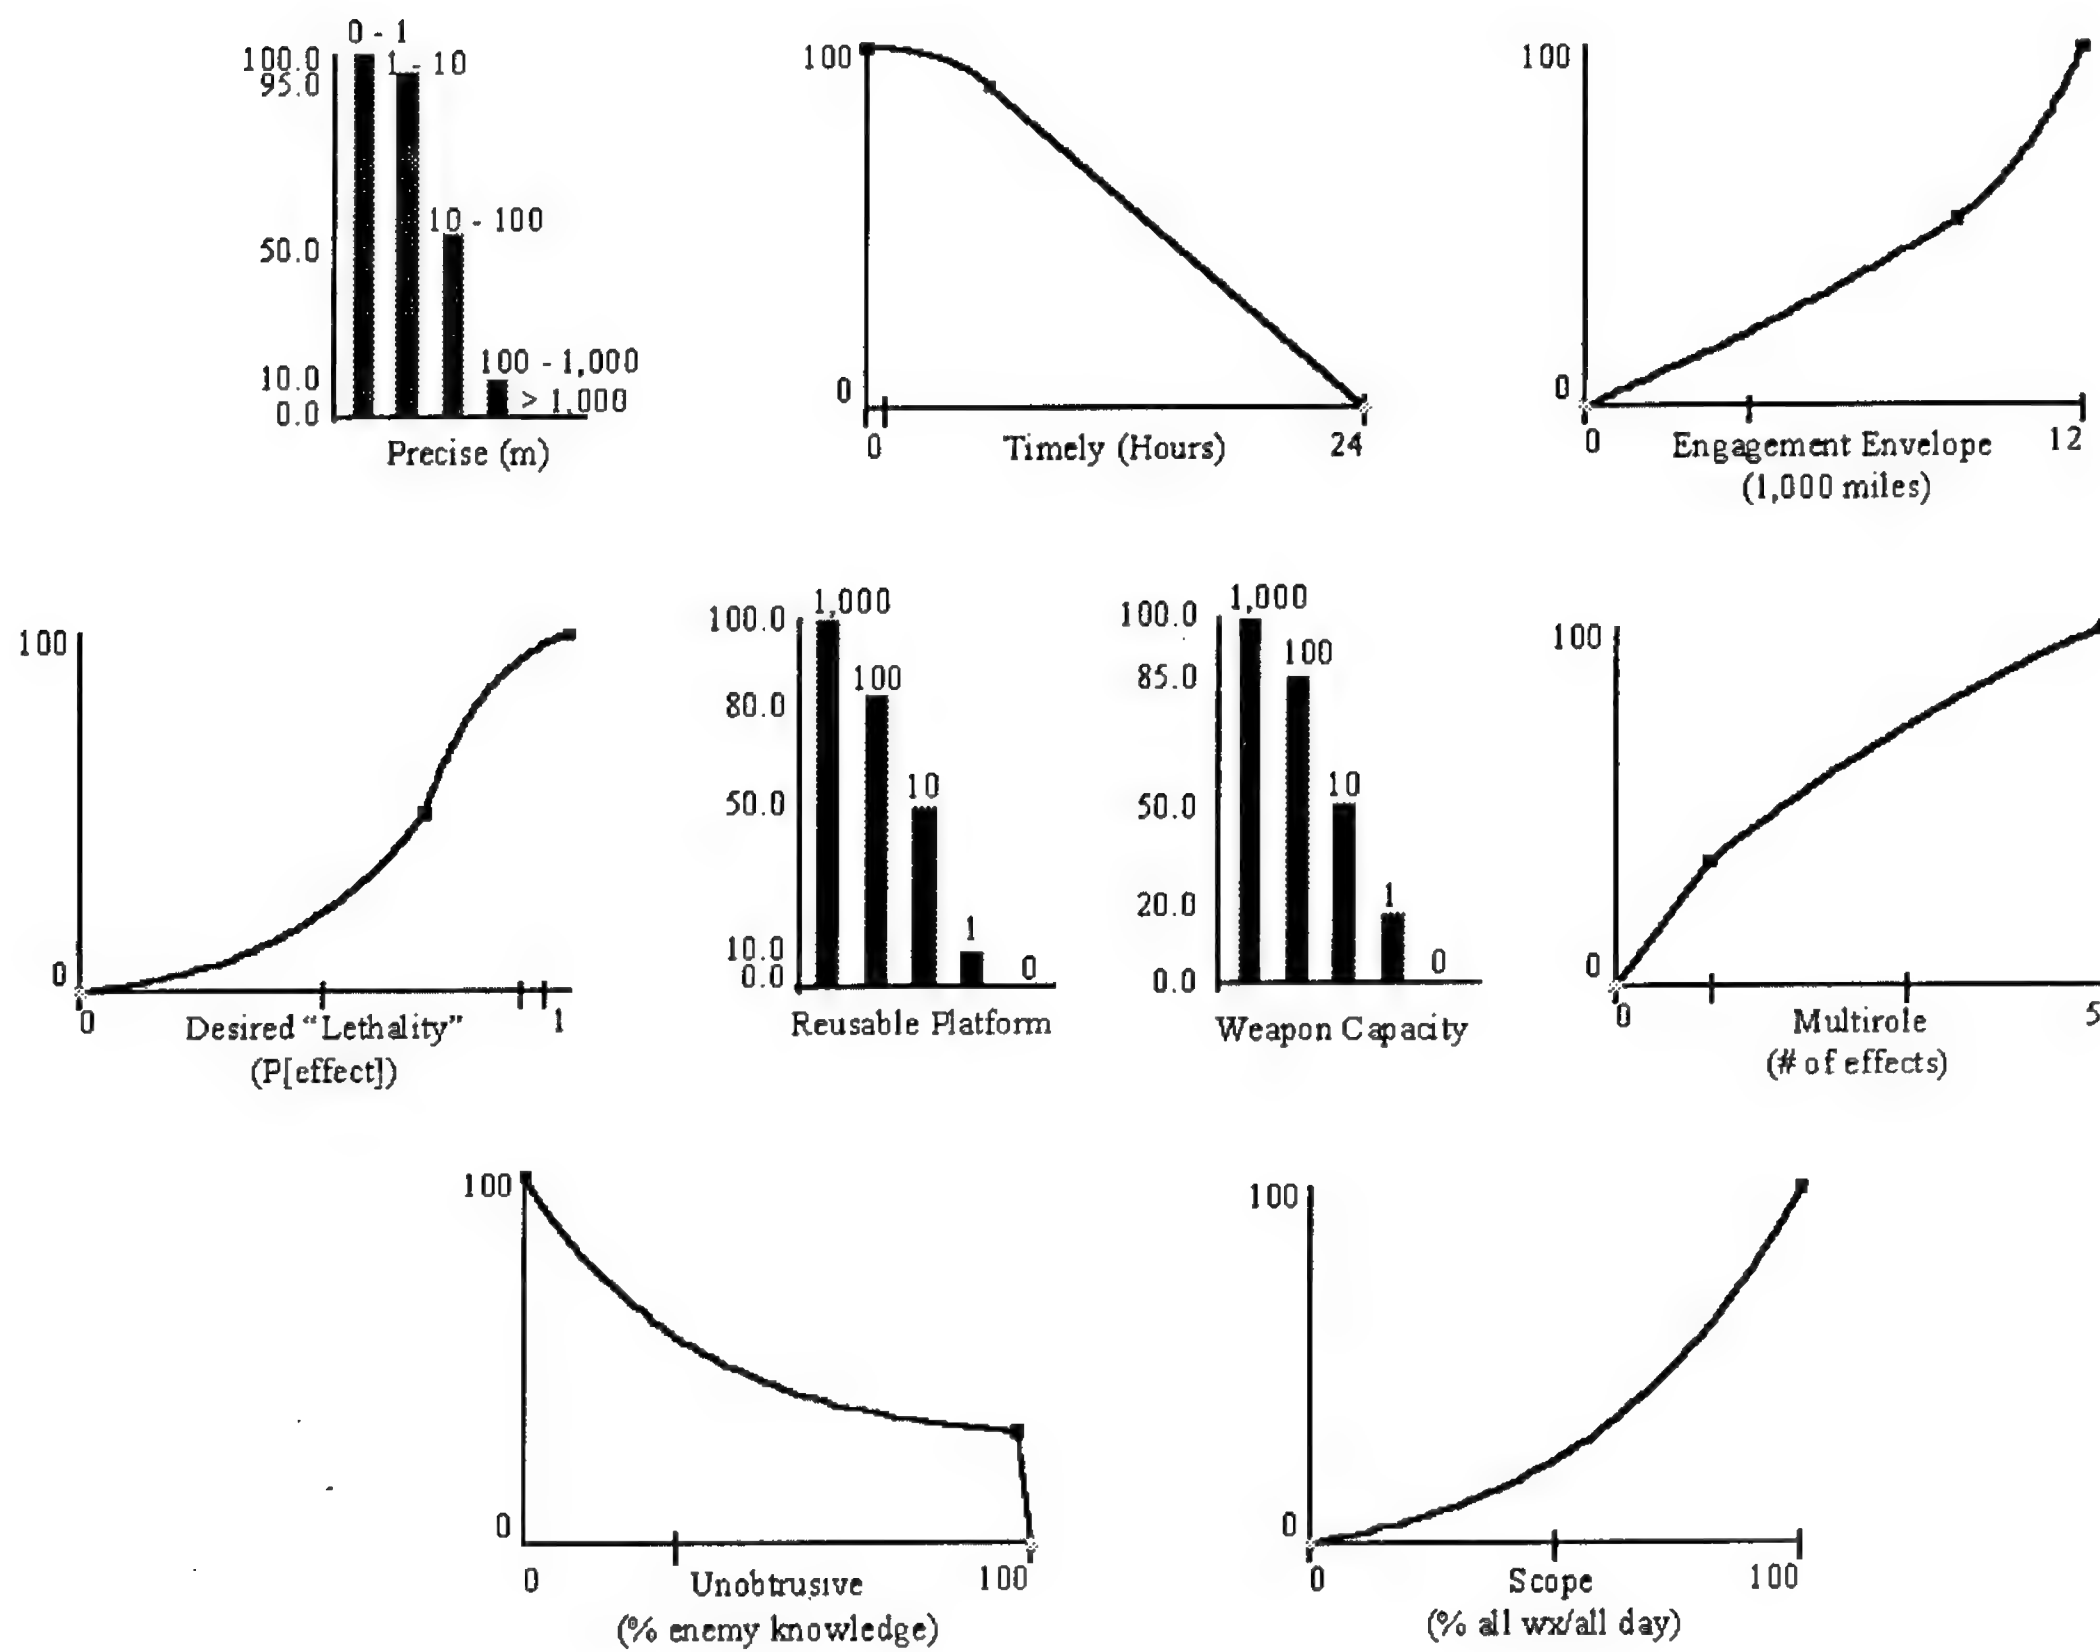 0 - 1
100.0
1 - 10
95.0
10 - 100
50.0
100 - 1,000
10.0
> 1,000
0.0
Precise (m)
100
0
0
Timely (Hours)
24
100
0
0
Engagement Envelope
12
(1,000 miles)
100
0
0
Desired “Lethality”
1
(P[effect])
1,000
100.0
100
80.0
10
50.0
1
10.0
0
0.0
Reusable Platform
1,000
100.0
100
85.0
10
50.0
1
20.0
0
0.0
Weapon Capacity
100
0
0
Multirole
5
(# of effects)
100
0
0
Unobtrusive
100
(% enemy knowledge)
100
0
0
Scope
100
(% all wx/all day)